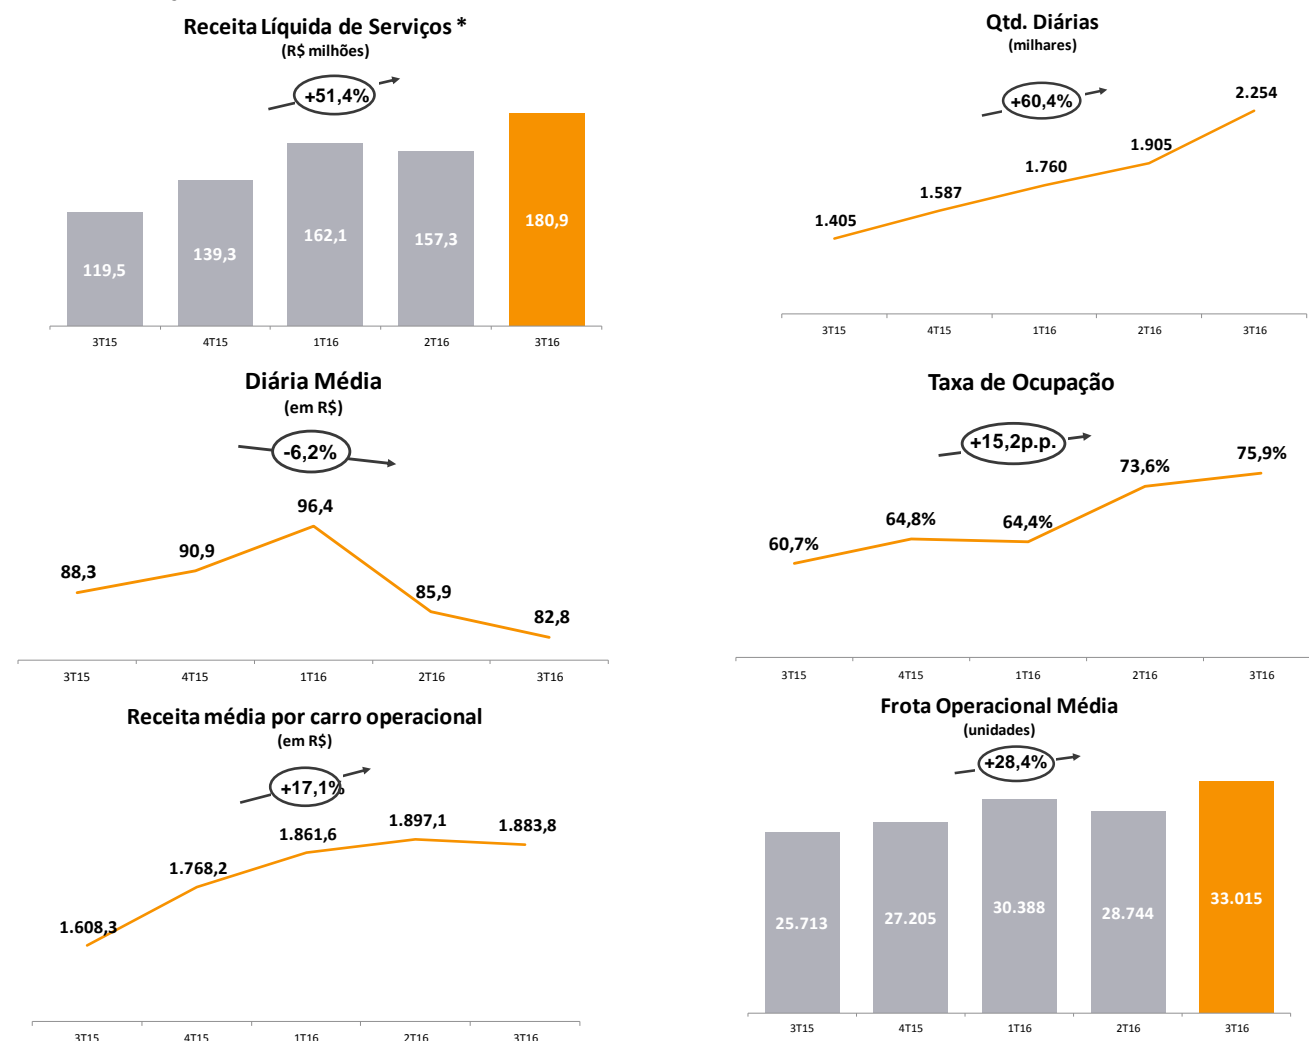 Receita Líquida de Serviços *
(R$ milhões)
+51,4%
119,5
139,3
162,1
157,3
180,9
3T15 4T15 1T16 2T16 3T16
Qtd. Diárias
(milhares)
+60,4%
1.405
1.587
1.760
1.905
2.254
3T15 4T15 1T16 2T16 3T16
Diária Média
(em R$)
-6,2%
88,3
90,9
96,4
85,9
82,8
3T15 4T15 1T16 2T16 3T16
Taxa de Ocupação
+15,2p.p.
60,7%
64,8%
64,4%
73,6%
75,9%
3T15 4T15 1T16 2T16 3T16
Receita média por carro operacional
(em R$)
+17,1%
1.608,3
1.768,2
1.861,6
1.897,1
1.883,8
3T15 4T15 1T16 2T16 3T16
Frota Operacional Média
(unidades)
+28,4%
25.713
27.205
30.388
28.744
33.015
3T15 4T15 1T16 2T16 3T16